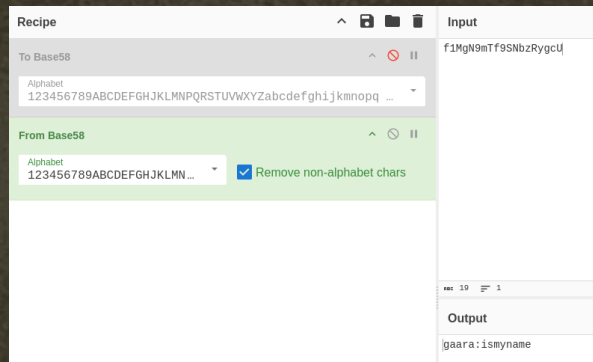 Recipe
To Base58
Alphabet
123456789ABCDEFGHJKLMNPQRSTUVWXYZabcdefghijkmnopq …
From Base58
Alphabet
123456789ABCDEFGHJKLMN…
Remove non-alphabet chars
Input
f1MgN9mTf9SNbzRygcU
19 1
Output
gaara:ismyname